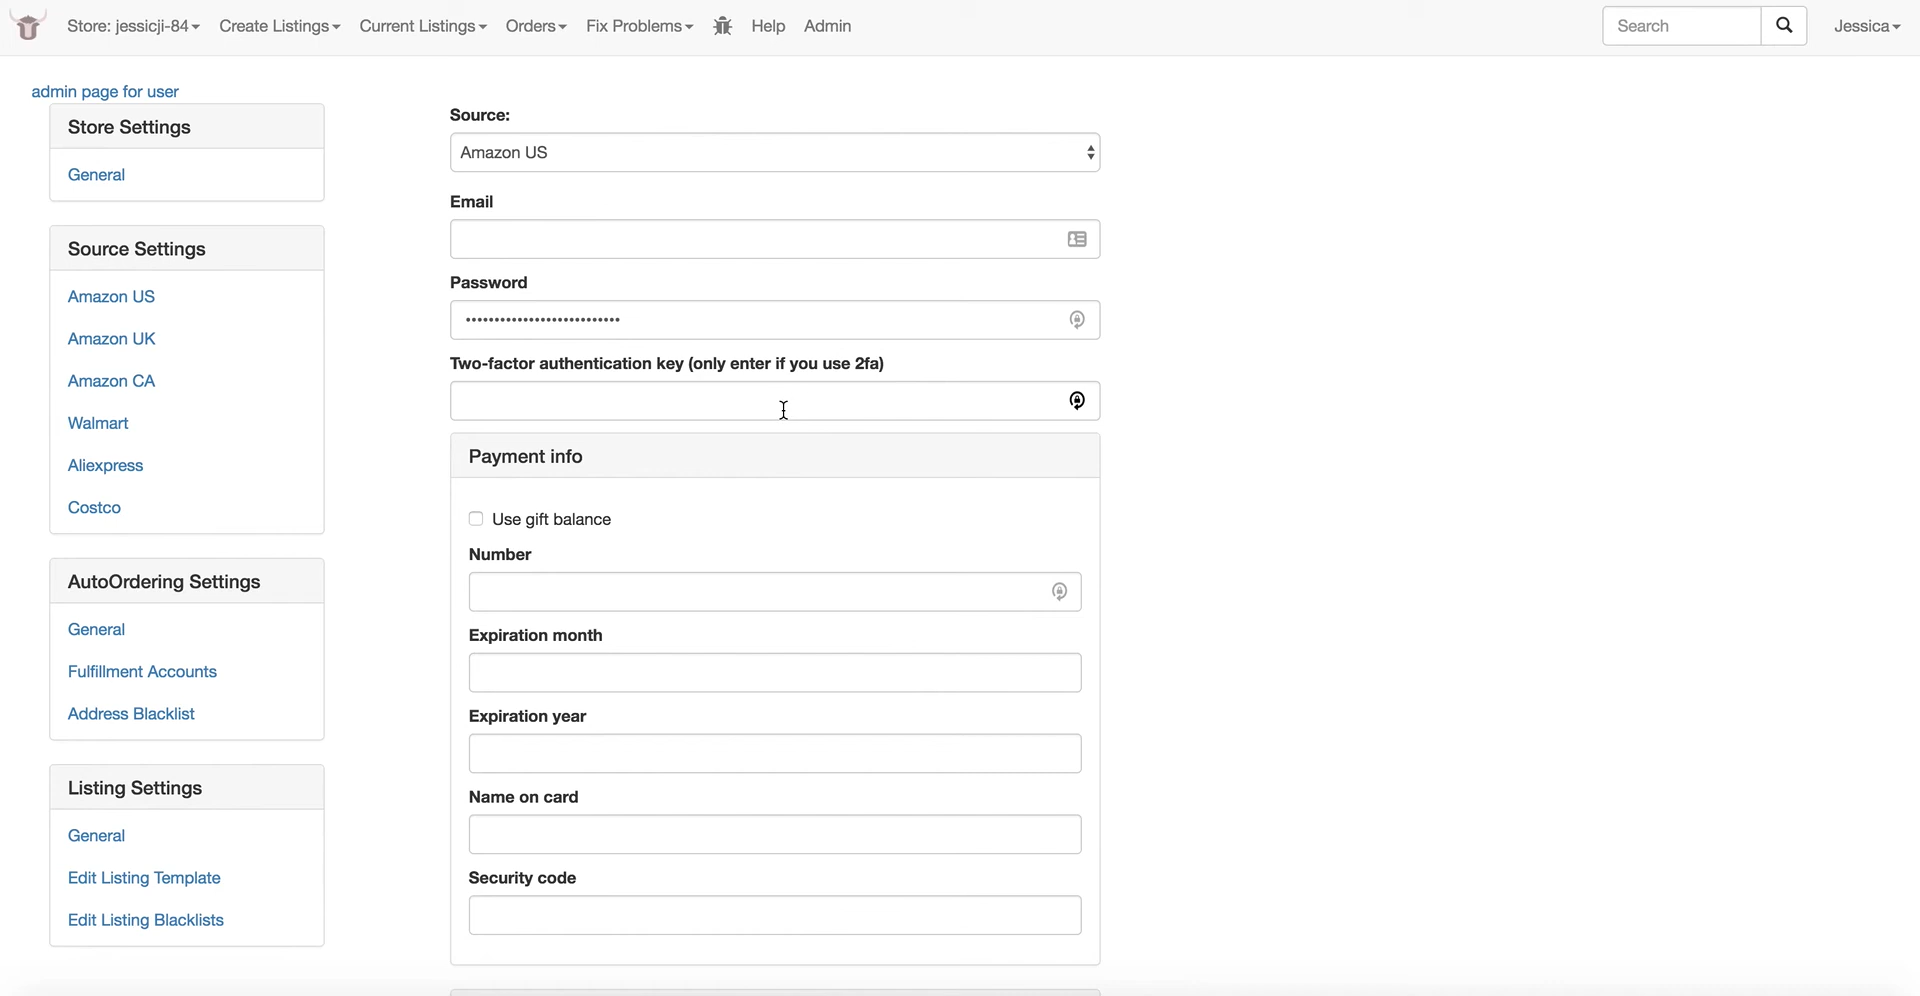 Store: jessicji-84 Create Listings Current Listings Orders Fix Problems Help Admin Search Jessica
admin page for user
Store Settings
General
Source Settings
Amazon US
Amazon UK
Amazon CA
Walmart
Aliexpress
Costco
AutoOrdering Settings
General
Fulfillment Accounts
Address Blacklist
Listing Settings
General
Edit Listing Template
Edit Listing Blacklists
Source:
Amazon US
Email
Password
Two-factor authentication key (only enter if you use 2fa)
Payment info
Use gift balance
Number
Expiration month
Expiration year
Name on card
Security code